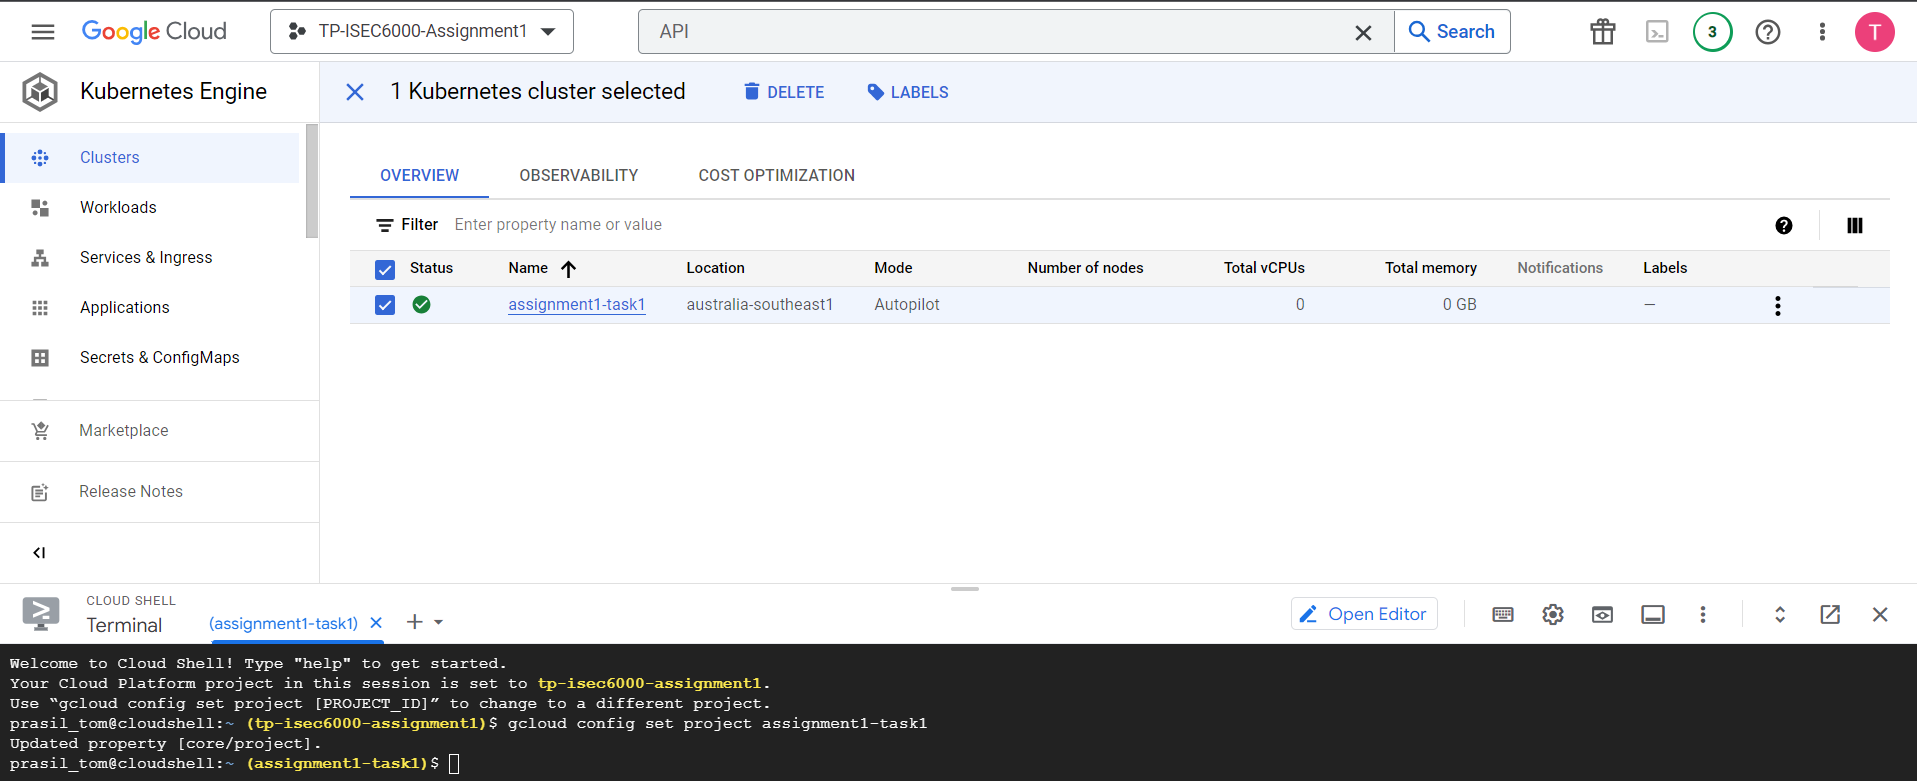 Google Cloud
TP-ISEC6000-Assignment1
API
Search
3
T
Kubernetes Engine
1 Kubernetes cluster selected
DELETE
LABELS
Clusters
Workloads
Services & Ingress
Applications
Secrets & ConfigMaps
Marketplace
Release Notes
OVERVIEW
OBSERVABILITY
COST OPTIMIZATION
Filter Enter property name or value
Status Name Location Mode Number of nodes Total vCPUs Total memory Notifications Labels
assignment1-task1 australia-southeast1 Autopilot 0 0 GB —
CLOUD SHELL
Terminal
(assignment1-task1)
Open Editor
Welcome to Cloud Shell! Type "help" to get started.
Your Cloud Platform project in this session is set to tp-isec6000-assignment1.
Use “gcloud config set project [PROJECT_ID]” to change to a different project.
prasil_tom@cloudshell:~ (tp-isec6000-assignment1)$ gcloud config set project assignment1-task1
Updated property [core/project].
prasil_tom@cloudshell:~ (assignment1-task1)$